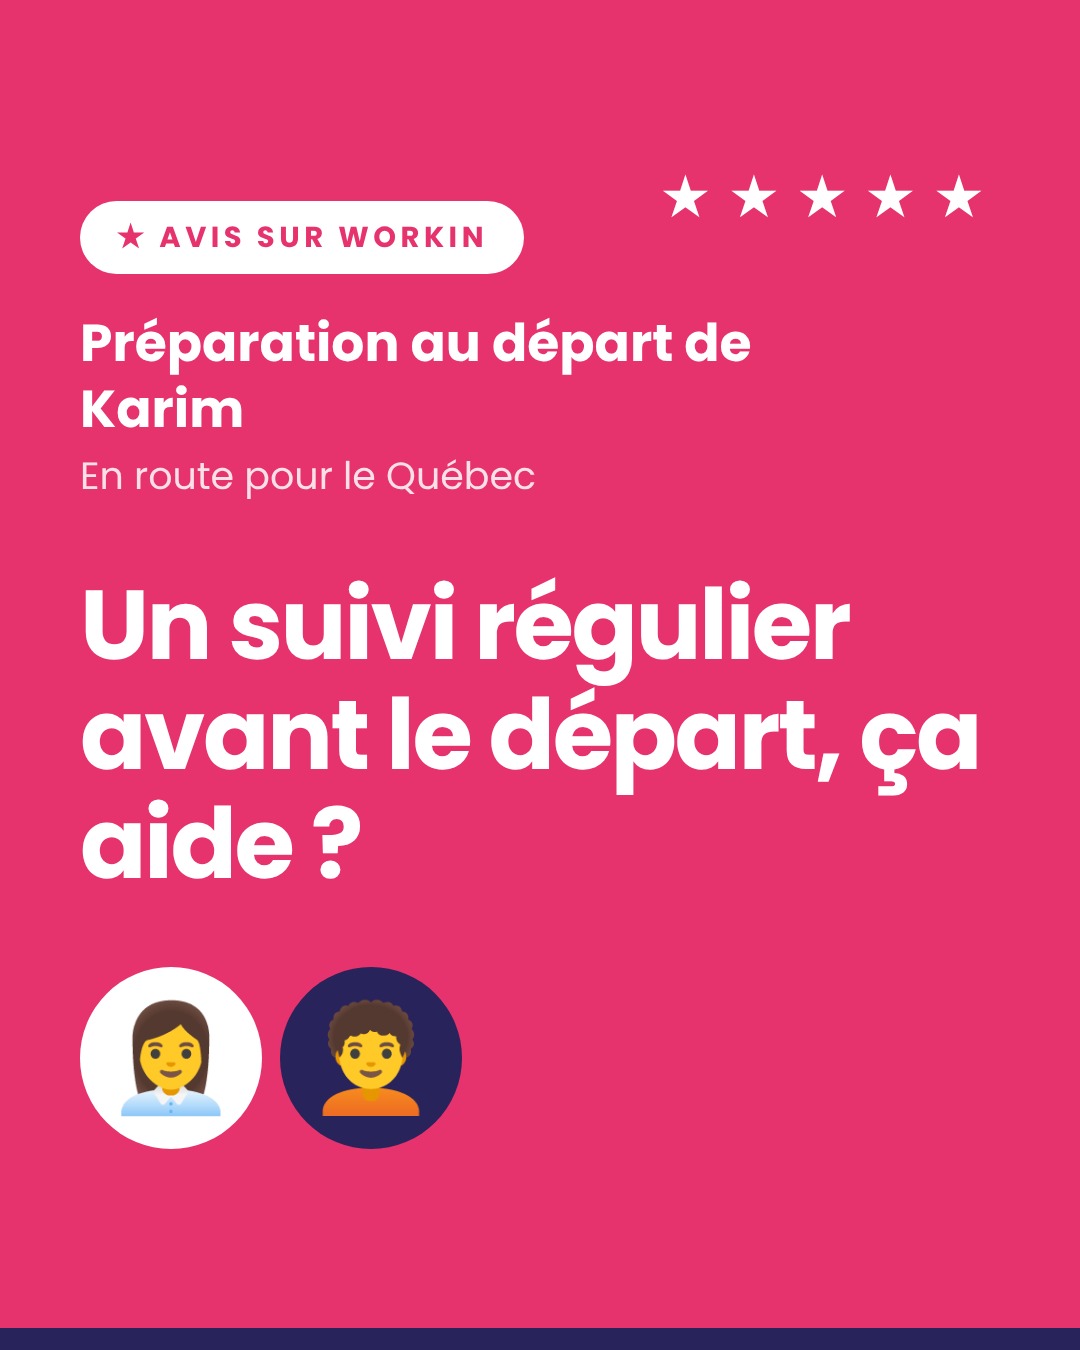 ★ AVIS SUR WORKIN
★ ★ ★ ★ ★
Préparation au départ de
Karim
En route pour le Québec
Un suivi régulier
avant le départ, ça
aide ?